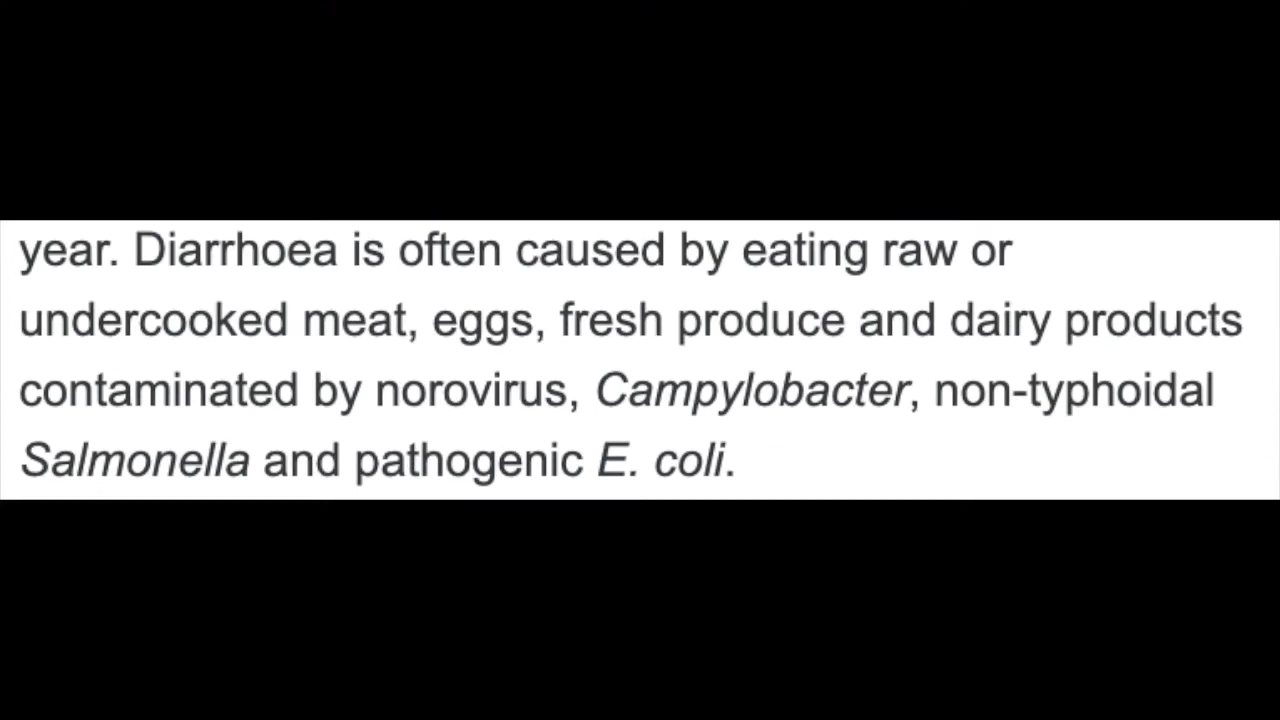 year. Diarrhoea is often caused by eating raw or
undercooked meat, eggs, fresh produce and dairy products
contaminated by norovirus, Campylobacter, non-typhoidal
Salmonella and pathogenic E. coli.